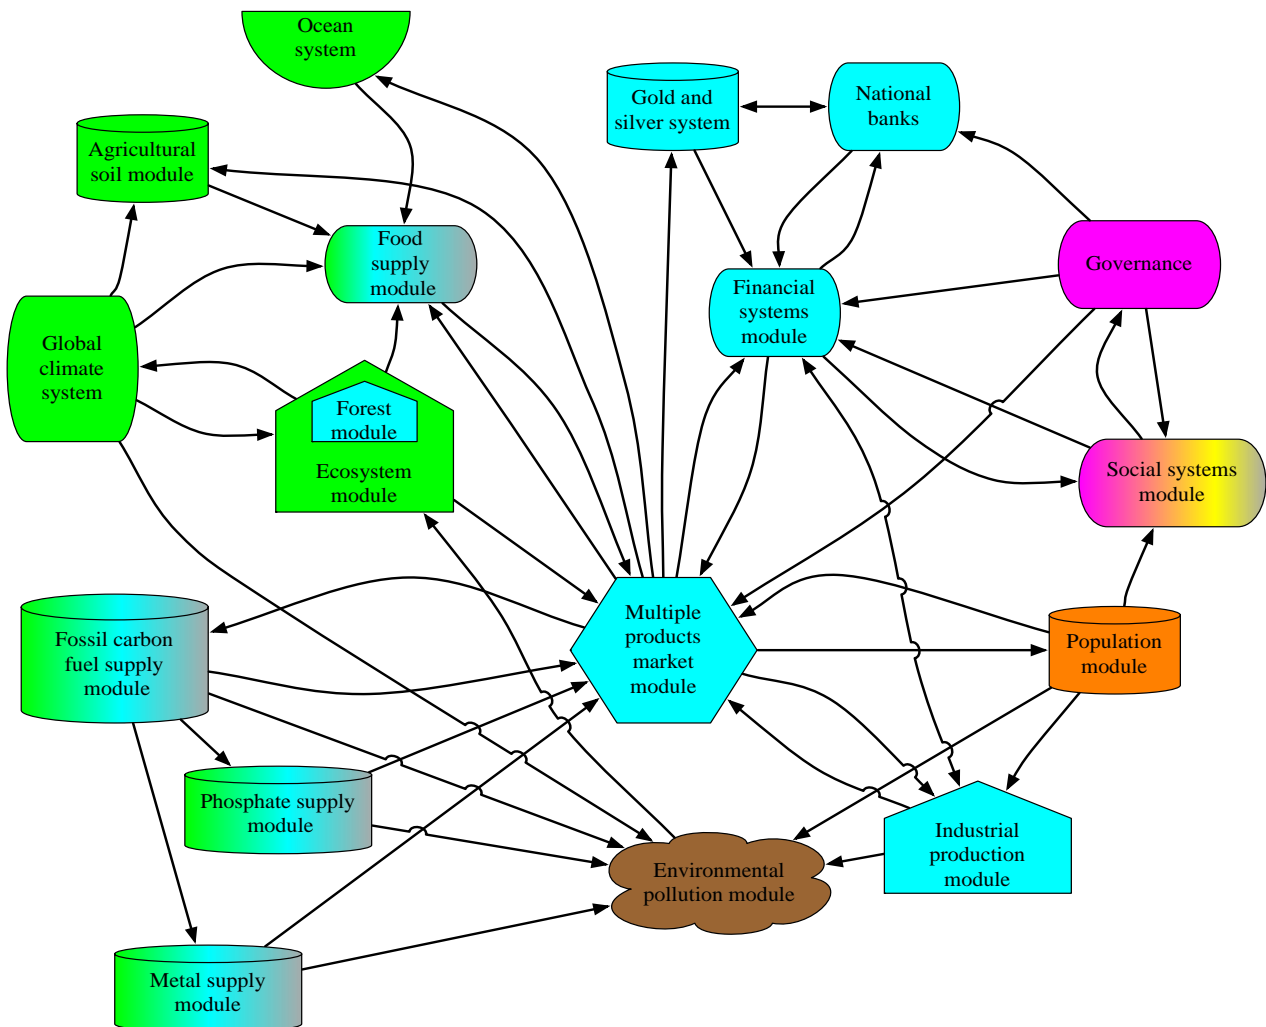 Ocean
system
Gold and
silver system
National
banks
Agricultural
soil module
Food
supply
module
Governance
Financial
systems
module
Global
climate
system
Forest
module
Ecosystem
module
Social systems
module
Multiple
products
market
module
Fossil carbon
fuel supply
module
Population
module
Phosphate supply
module
Industrial
production
module
Environmental
pollution module
Metal supply
module